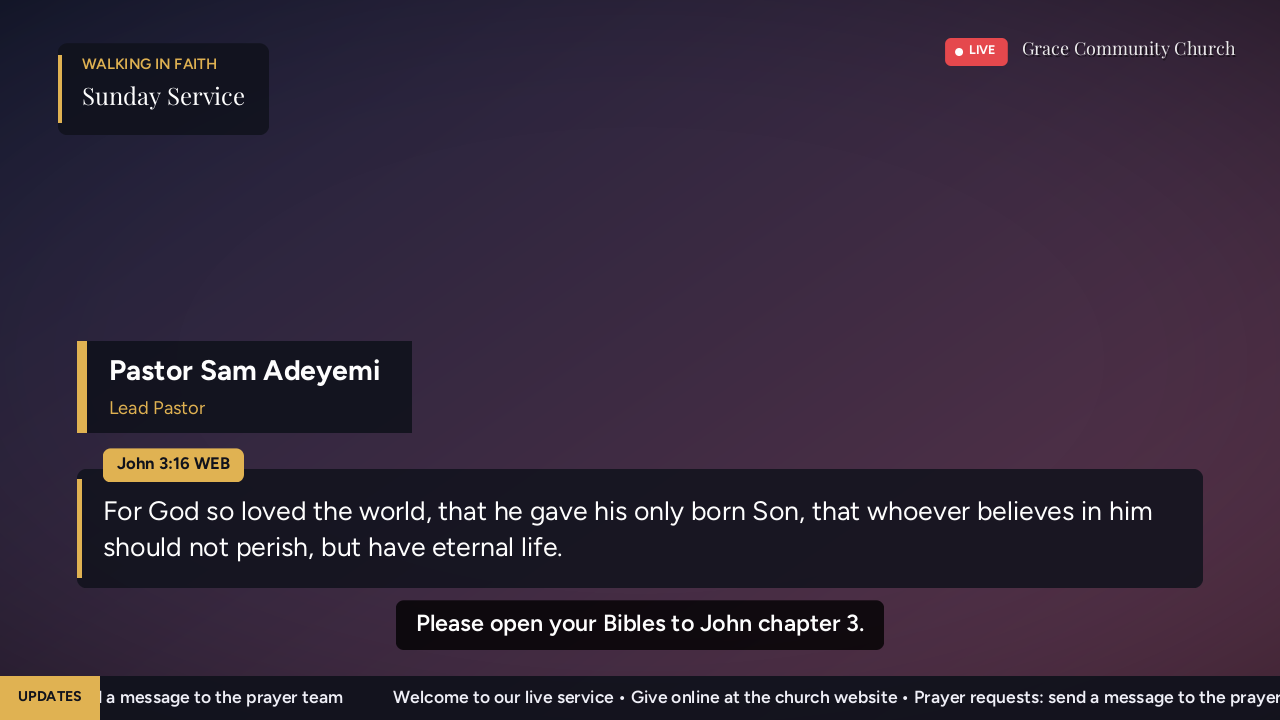 WALKING IN FAITH
Sunday Service
LIVE
Grace Community Church
Pastor Sam Adeyemi
Lead Pastor
John 3:16 WEB
For God so loved the world, that he gave his only born Son, that whoever believes in him
should not perish, but have eternal life.
Please open your Bibles to John chapter 3.
UPDATES
a message to the prayer team Welcome to our live service • Give online at the church website • Prayer requests: send a message to the prayer